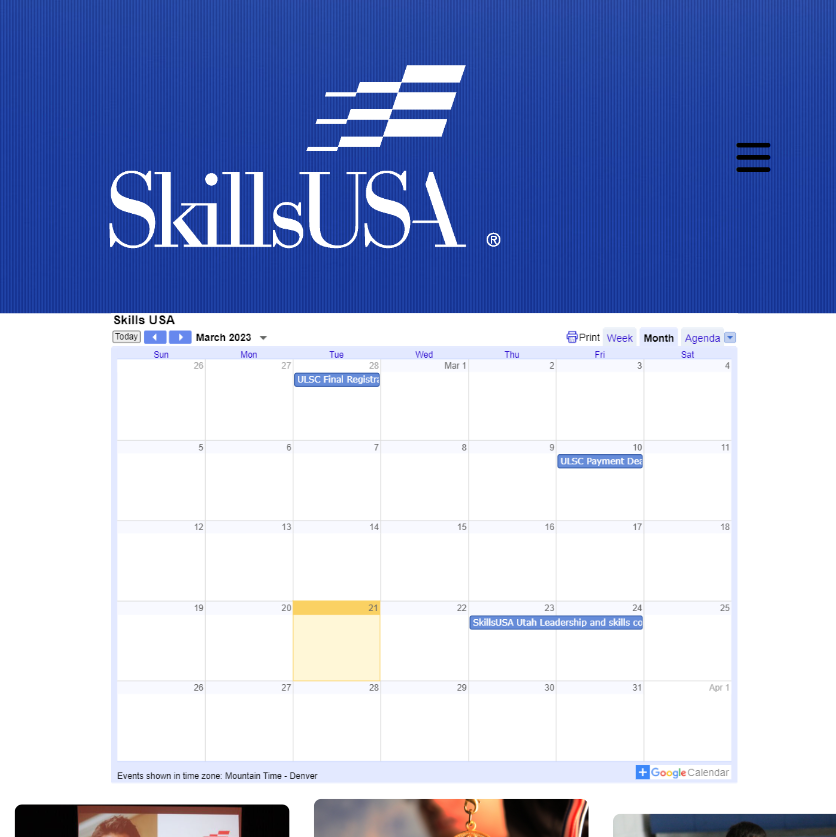 SkillsUSA ®
Skills USA
Today
March 2023
Print Week Month Agenda
Sun Mon Tue Wed Thu Fri Sat
26 27 28 Mar 1 2 3 4
ULSC Final Registra
5 6 7 8 9 10 11
ULSC Payment Dea
12 13 14 15 16 17 18
19 20 21 22 23 24 25
SkillsUSA Utah Leadership and skills co
26 27 28 29 30 31 Apr 1
Events shown in time zone: Mountain Time - Denver
+ Google Calendar